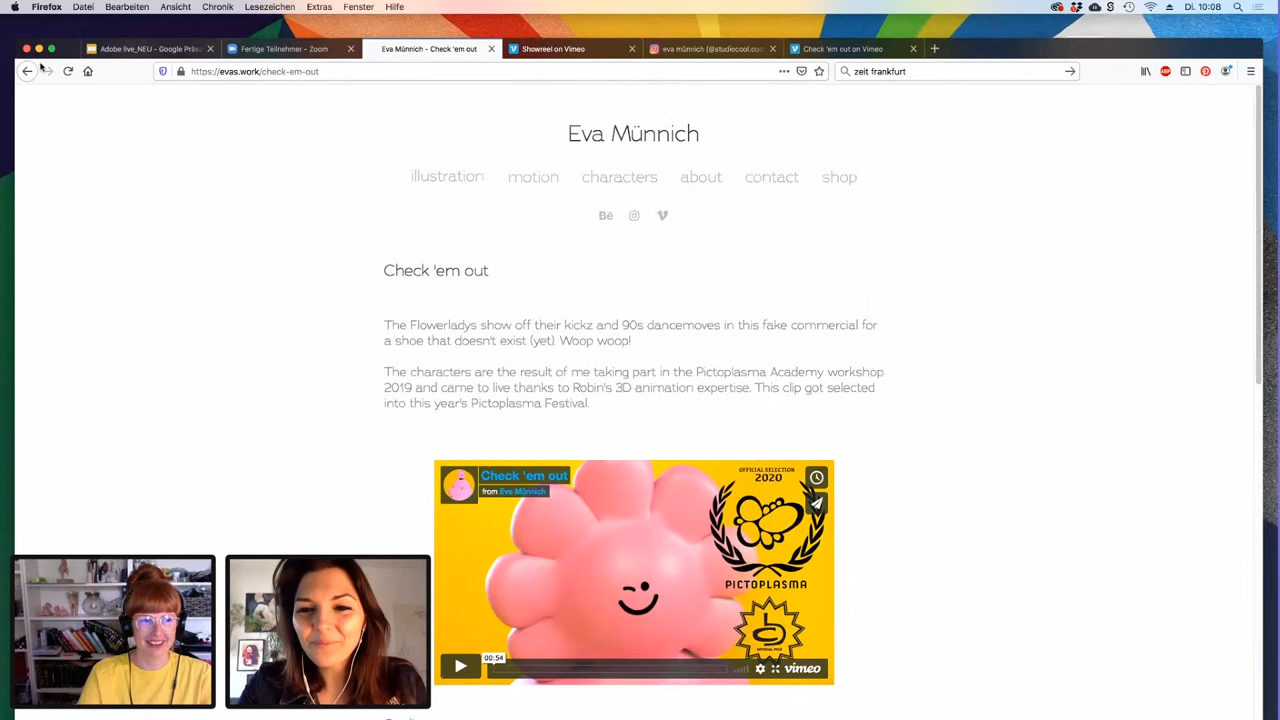 Firefox Datei Bearbeiten Ansicht Chronik Lesezeichen Extras Fenster Hilfe
Di. 10:08
Adobe live_NEU - Google Präs
Fertige Teilnehmer - Zoom
Eva Münnich - Check 'em out
Showreel on Vimeo
eva münnich (@studiocool.com
Check 'em out on Vimeo
https://evas.work/check-em-out
zeit frankfurt
ABP
Eva Münnich
illustration motion characters about contact shop
Bē
Check 'em out
The Flowerladys show off their kickz and 90s dancemoves in this fake commercial for
a shoe that doesn't exist (yet). Woop woop!
The characters are the result of me taking part in the Pictoplasma Academy workshop
2019 and came to live thanks to Robin's 3D animation expertise. This clip got selected
into this year's Pictoplasma Festival.
Check 'em out
from Eva Münnich
OFFICIAL SELECTION
2020
PICTOPLASMA
00:54
vimeo